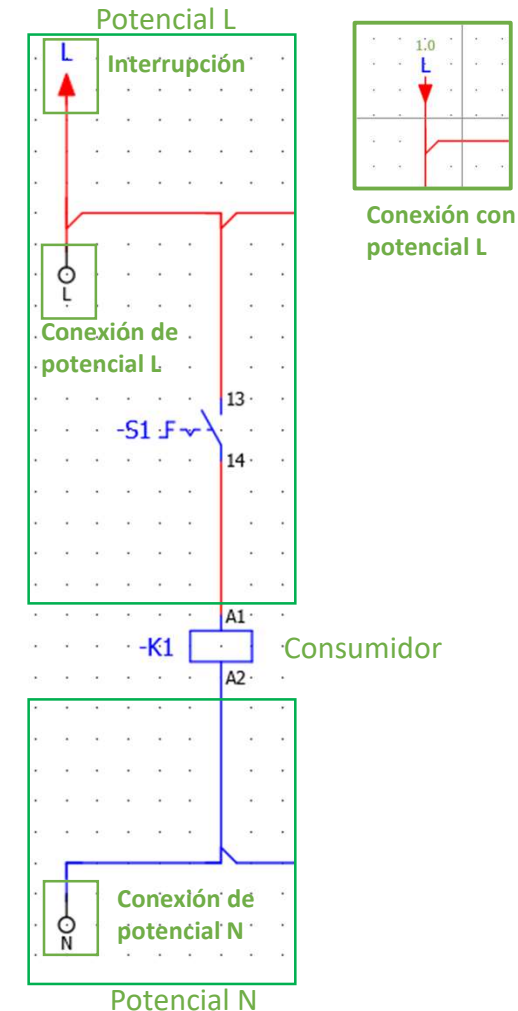 Potencial L
L
Interrupción
L
Conexión de
potencial L
13
-S1
14
A1
-K1
Consumidor
A2
Conexión de
potencial N
N
Potencial N
1.0
L
Conexión con
potencial L